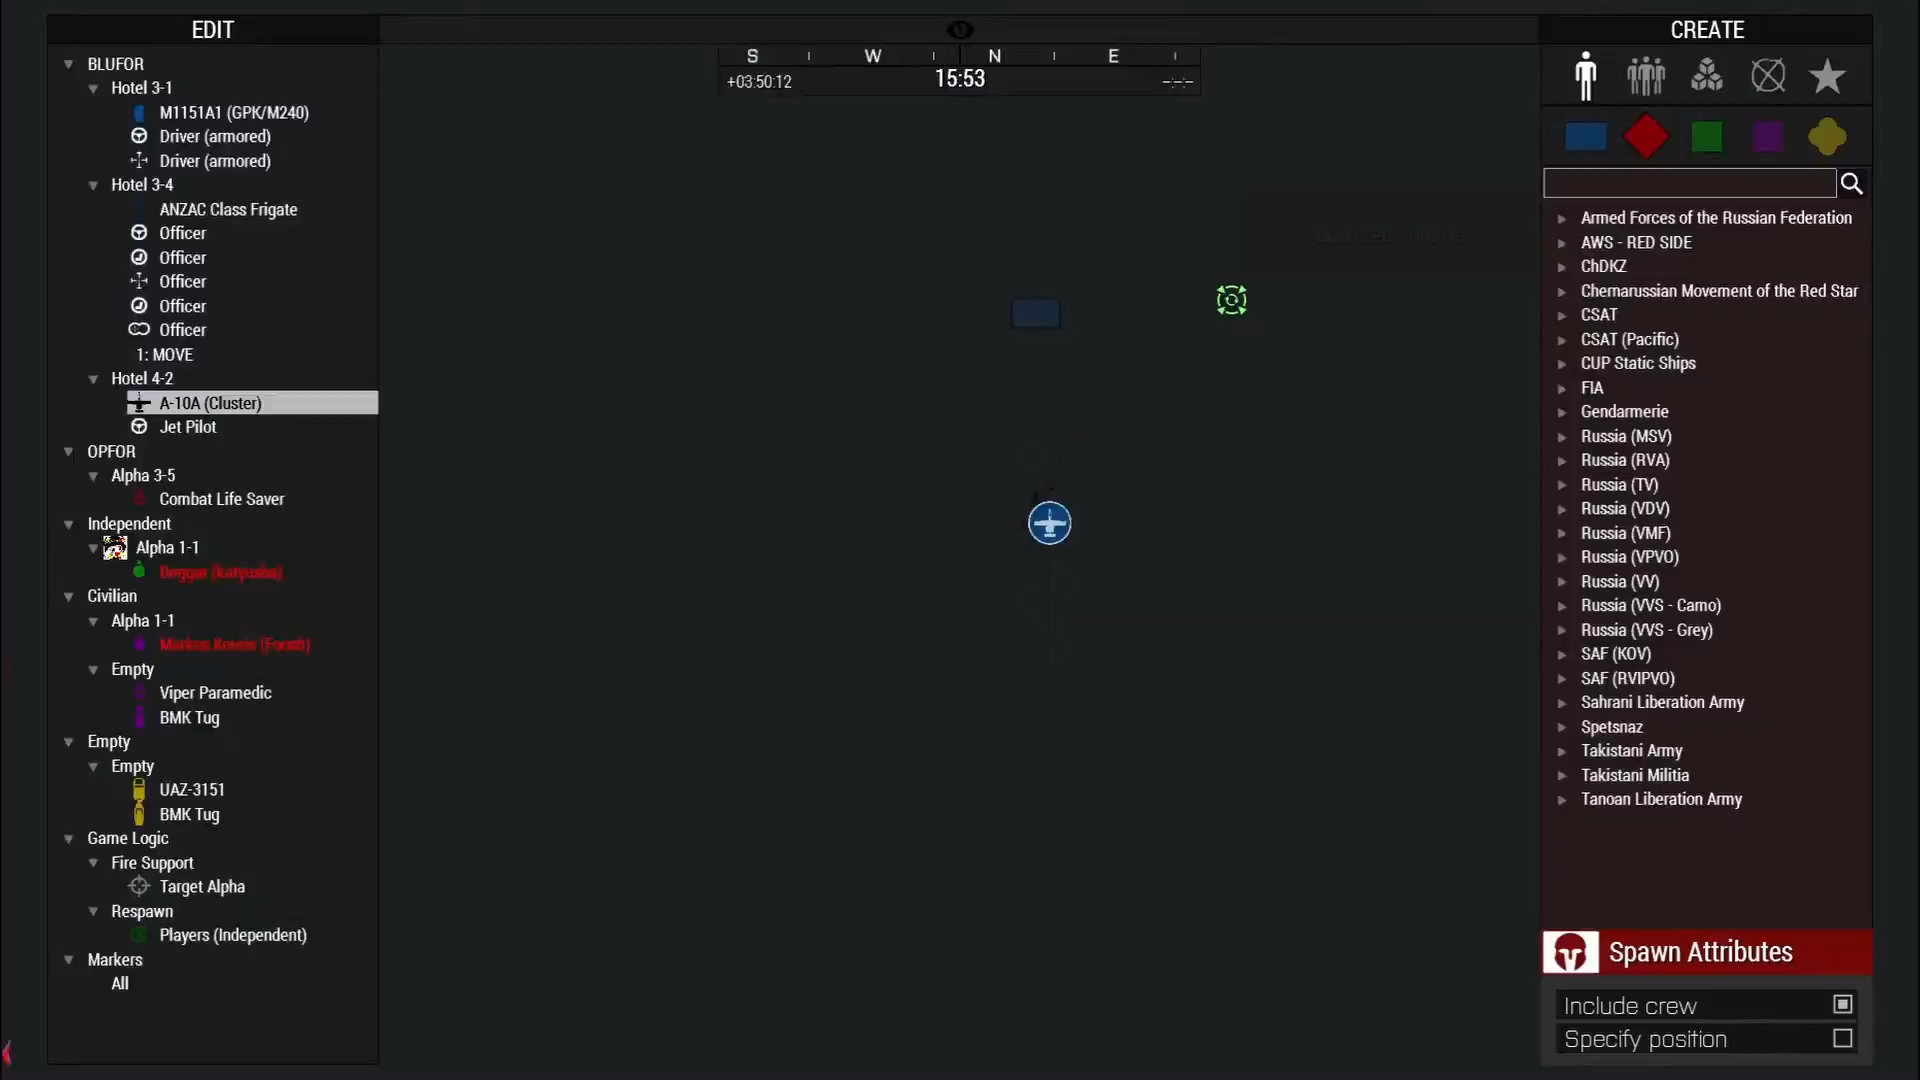 EDIT
BLUFOR
Hotel 3-1
M1151A1 (GPK/M240)
Driver (armored)
Driver (armored)
Hotel 3-4
ANZAC Class Frigate
Officer
Officer
Officer
Officer
Officer
1: MOVE
Hotel 4-2
A-10A (Cluster)
Jet Pilot
OPFOR
Alpha 3-5
Combat Life Saver
Independent
Alpha 1-1
Civilian
Alpha 1-1
Empty
Viper Paramedic
BMK Tug
Empty
Empty
UAZ-3151
BMK Tug
Game Logic
Fire Support
Target Alpha
Respawn
Players (Independent)
Markers
All
S W N E
+03:50:12 15:53 --:--
CREATE
Armed Forces of the Russian Federation
AWS - RED SIDE
ChDKZ
Chernarussian Movement of the Red Star
CSAT
CSAT (Pacific)
CUP Static Ships
FIA
Gendarmerie
Russia (MSV)
Russia (RVA)
Russia (TV)
Russia (VDV)
Russia (VMF)
Russia (VPVO)
Russia (VV)
Russia (VVS - Camo)
Russia (VVS - Grey)
SAF (KOV)
SAF (RVIPVO)
Sahrani Liberation Army
Spetsnaz
Takistani Army
Takistani Militia
Tanoan Liberation Army
Spawn Attributes
Include crew
Specify position